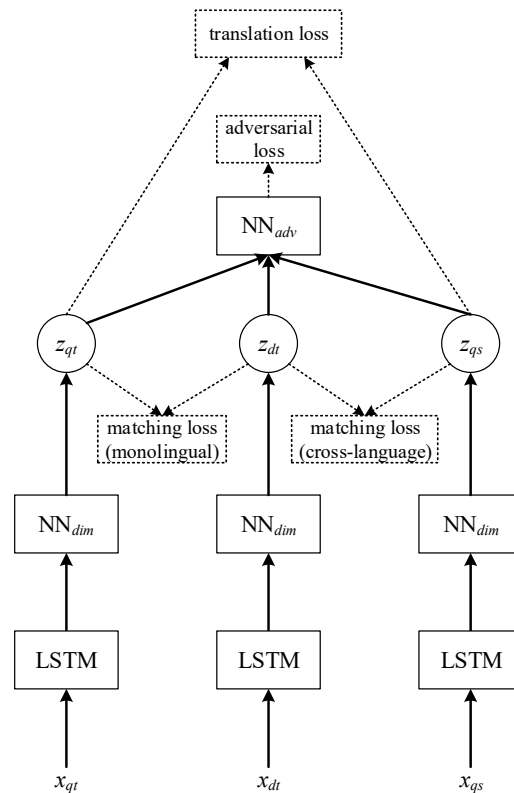 translation loss
adversarial
loss
NNadv
zqt
zdt
zqs
matching loss
(monolingual)
matching loss
(cross-language)
NNdim
NNdim
NNdim
LSTM
LSTM
LSTM
xqt
xdt
xqs